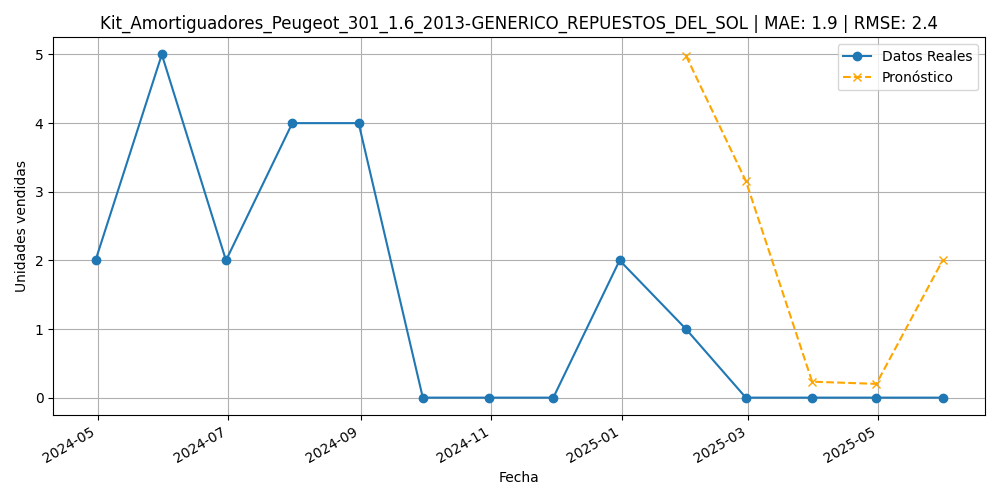 Kit_Amortiguadores_Peugeot_301_1.6_2013-GENERICO_REPUESTOS_DEL_SOL | MAE: 1.9 | RMSE: 2.4
Datos Reales
Pronóstico
Unidades vendidas
5
4
3
2
1
0
2024-05
2024-07
2024-09
2024-11
2025-01
2025-03
2025-05
Fecha